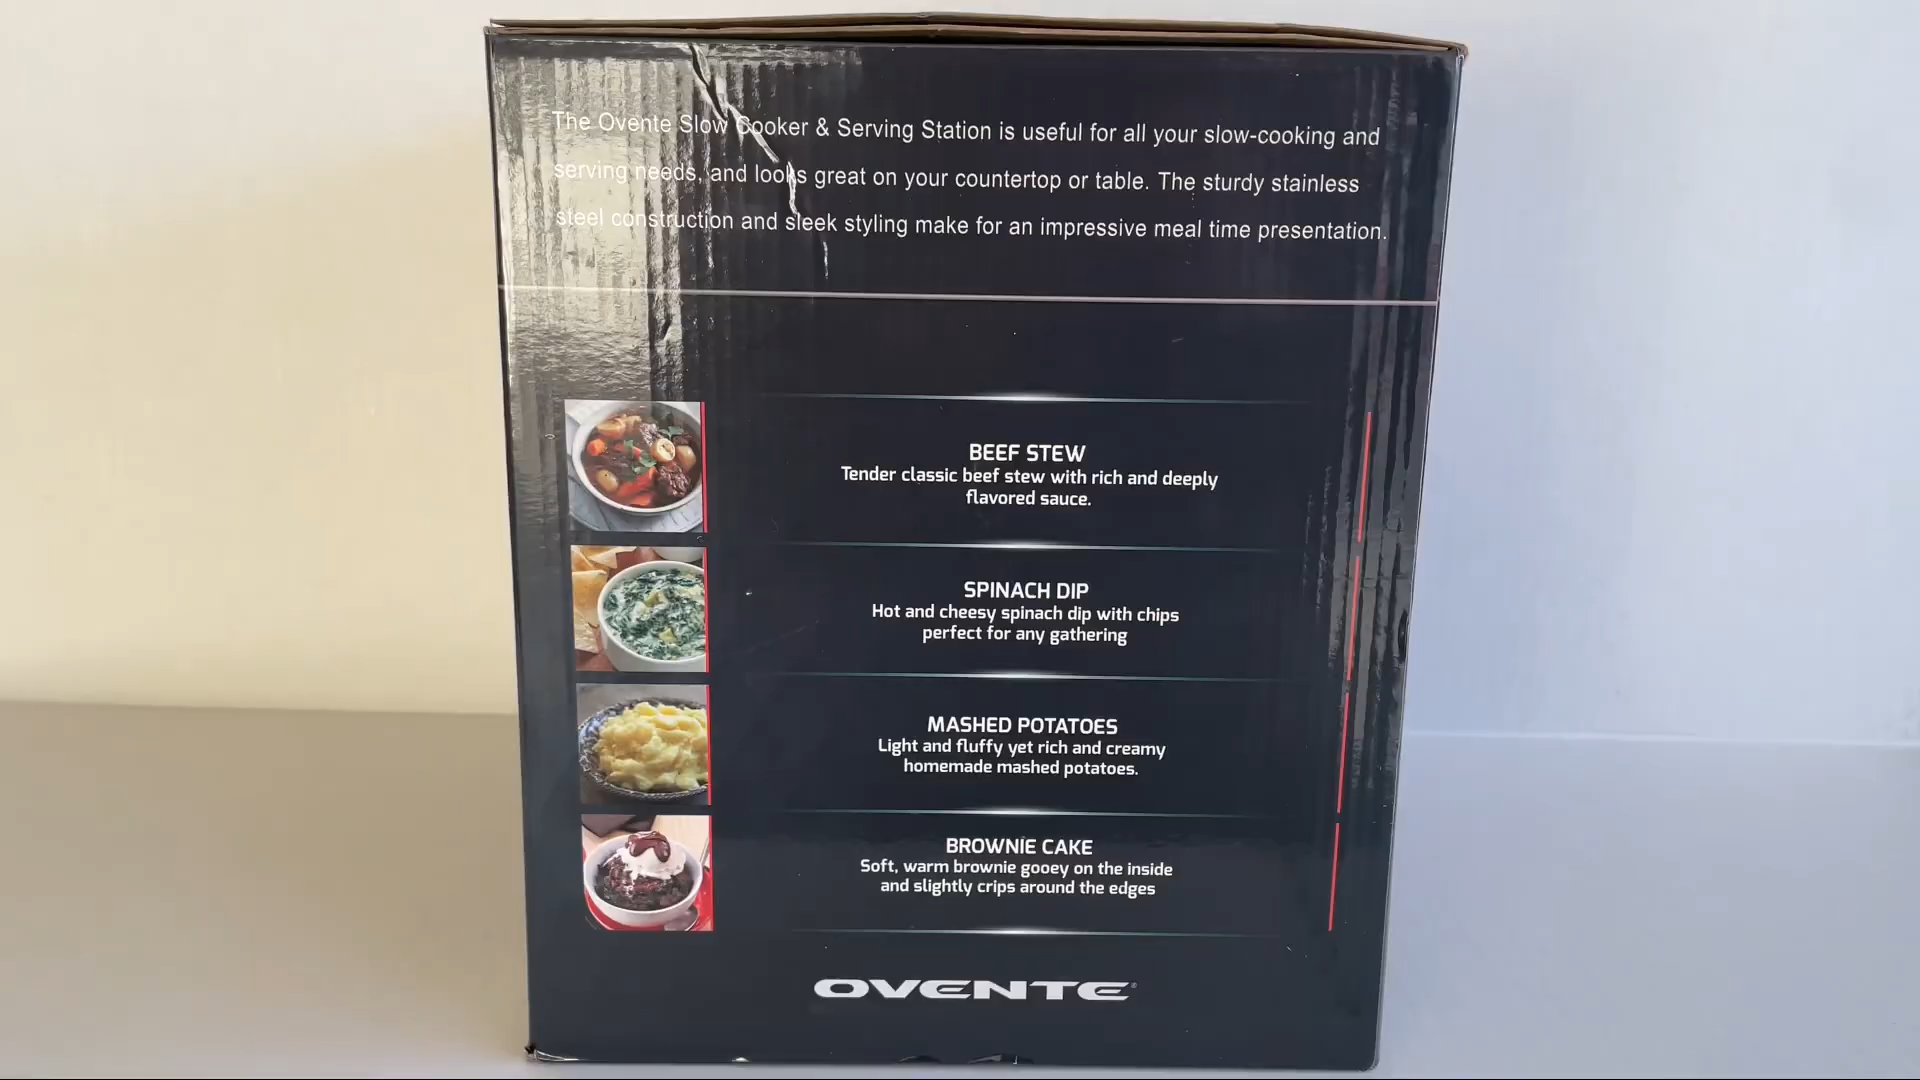 The Ovente Slow Cooker & Serving Station is useful for all your slow-cooking and
serving needs, and looks great on your countertop or table. The sturdy stainless
steel construction and sleek styling make for an impressive meal time presentation.
BEEF STEW
Tender classic beef stew with rich and deeply
flavored sauce.
SPINACH DIP
Hot and cheesy spinach dip with chips
perfect for any gathering
MASHED POTATOES
Light and fluffy yet rich and creamy
homemade mashed potatoes.
BROWNIE CAKE
Soft, warm brownie gooey on the inside
and slightly crips around the edges
OVENTE®